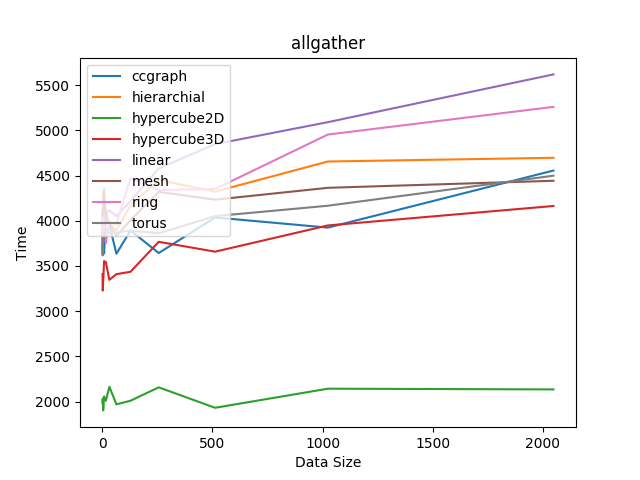 allgather
ccgraph
hierarchial
hypercube2D
hypercube3D
linear
mesh
ring
torus
5500
5000
4500
4000
3500
3000
2500
2000
Time
0
500
1000
1500
2000
Data Size